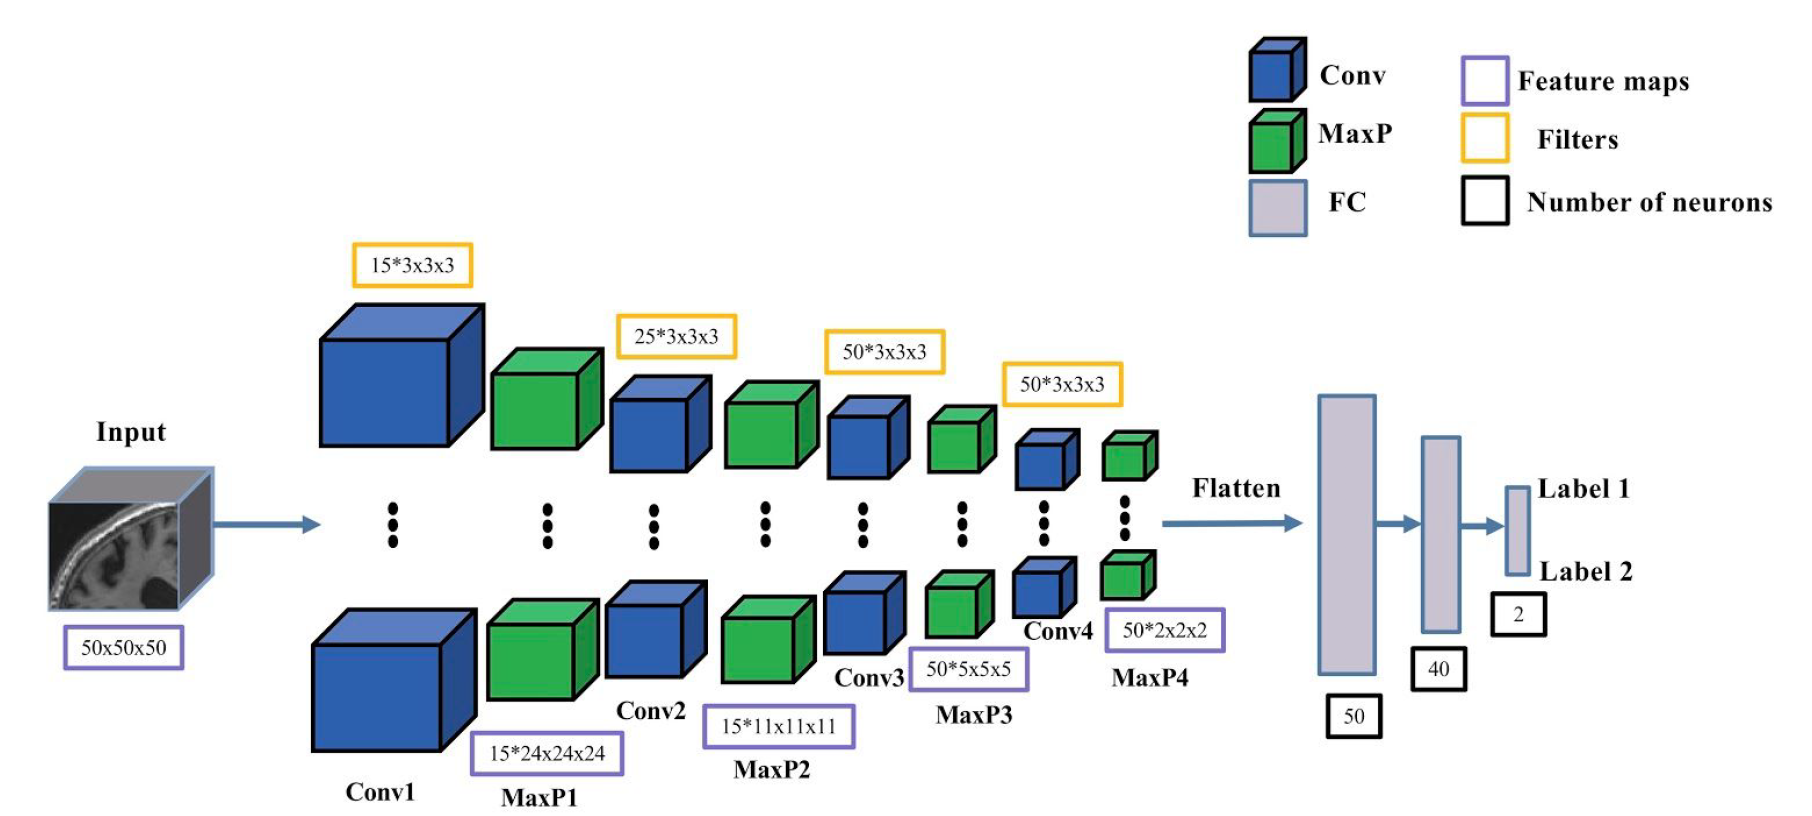 Conv
Feature maps
MaxP
Filters
FC
Number of neurons
15*3x3x3
25*3x3x3
50*3x3x3
50*3x3x3
Input
Flatten
Label 1
Label 2
50x50x50
2
Conv4
50*2x2x2
Conv3
50*5x5x5
MaxP4
40
Conv2
MaxP3
50
15*11x11x11
15*24x24x24
MaxP2
Conv1
MaxP1